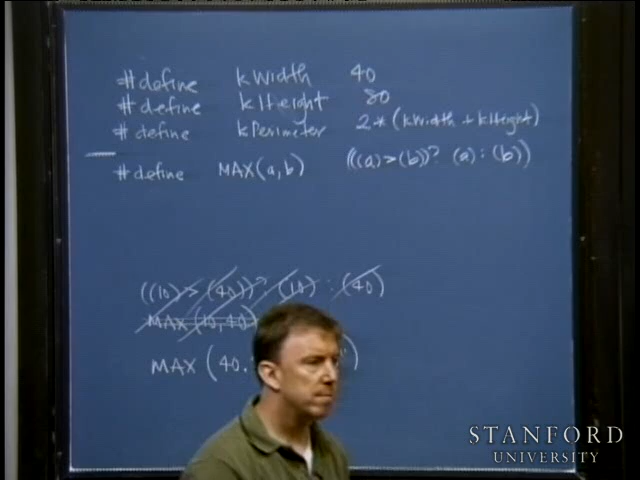 #define kWidth 40
#define kHeight 80
#define kPerimeter 2*(kWidth + kHeight)
#define MAX(a,b) (((a)>(b))? (a) : (b))
((10)>(40))? (10) : (40)
MAX(10,40)
MAX (40. )
STANFORD
UNIVERSITY